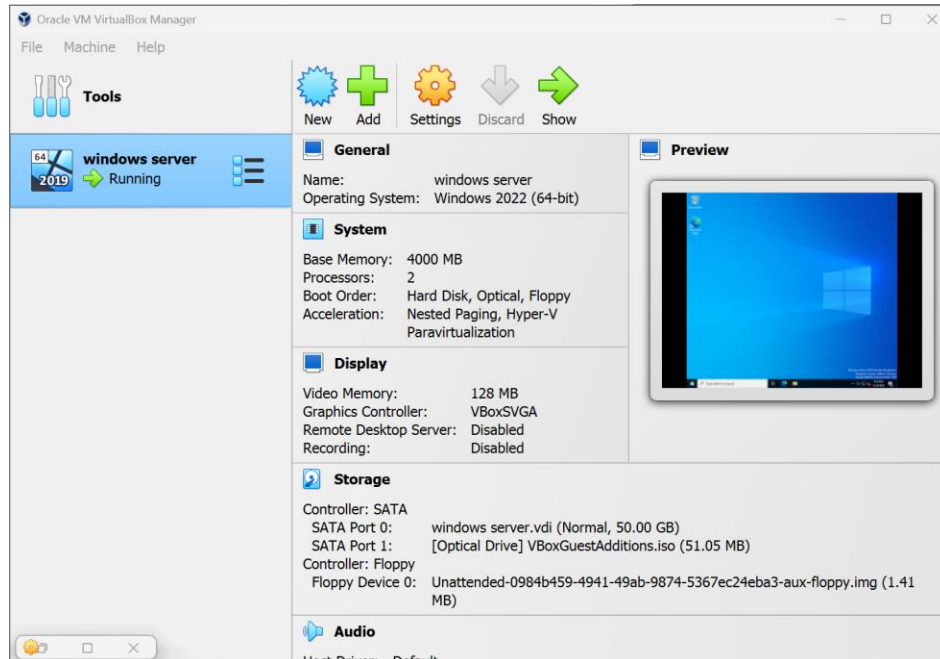 Oracle VM VirtualBox Manager
File Machine Help
Tools
New Add Settings Discard Show
64
2019
windows server
Running
General
Name: windows server
Operating System: Windows 2022 (64-bit)
System
Base Memory: 4000 MB
Processors: 2
Boot Order: Hard Disk, Optical, Floppy
Acceleration: Nested Paging, Hyper-V
Paravirtualization
Display
Video Memory: 128 MB
Graphics Controller: VBoxSVGA
Remote Desktop Server: Disabled
Recording: Disabled
Preview
Storage
Controller: SATA
SATA Port 0: windows server.vdi (Normal, 50.00 GB)
SATA Port 1: [Optical Drive] VBoxGuestAdditions.iso (51.05 MB)
Controller: Floppy
Floppy Device 0: Unattended-0984b459-4941-49ab-9874-5367ec24eba3-aux-floppy.img (1.41
MB)
Audio
Host Driver: Default